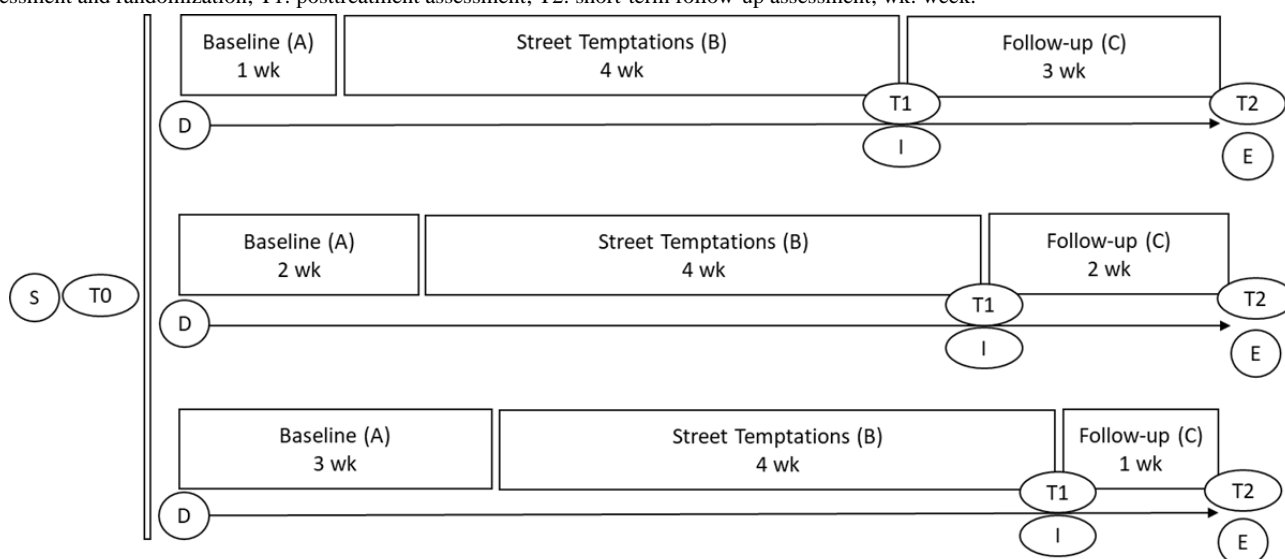 essment and randomization; T1: posttreatment assessment; T2: short-term follow-up assessment; wk: week.
Baseline (A)
1 wk
Street Temptations (B)
4 wk
Follow-up (C)
3 wk
D
T1
I
T2
E
S
T0
Baseline (A)
2 wk
Street Temptations (B)
4 wk
Follow-up (C)
2 wk
D
T1
I
T2
E
Baseline (A)
3 wk
Street Temptations (B)
4 wk
Follow-up (C)
1 wk
D
T1
I
T2
E